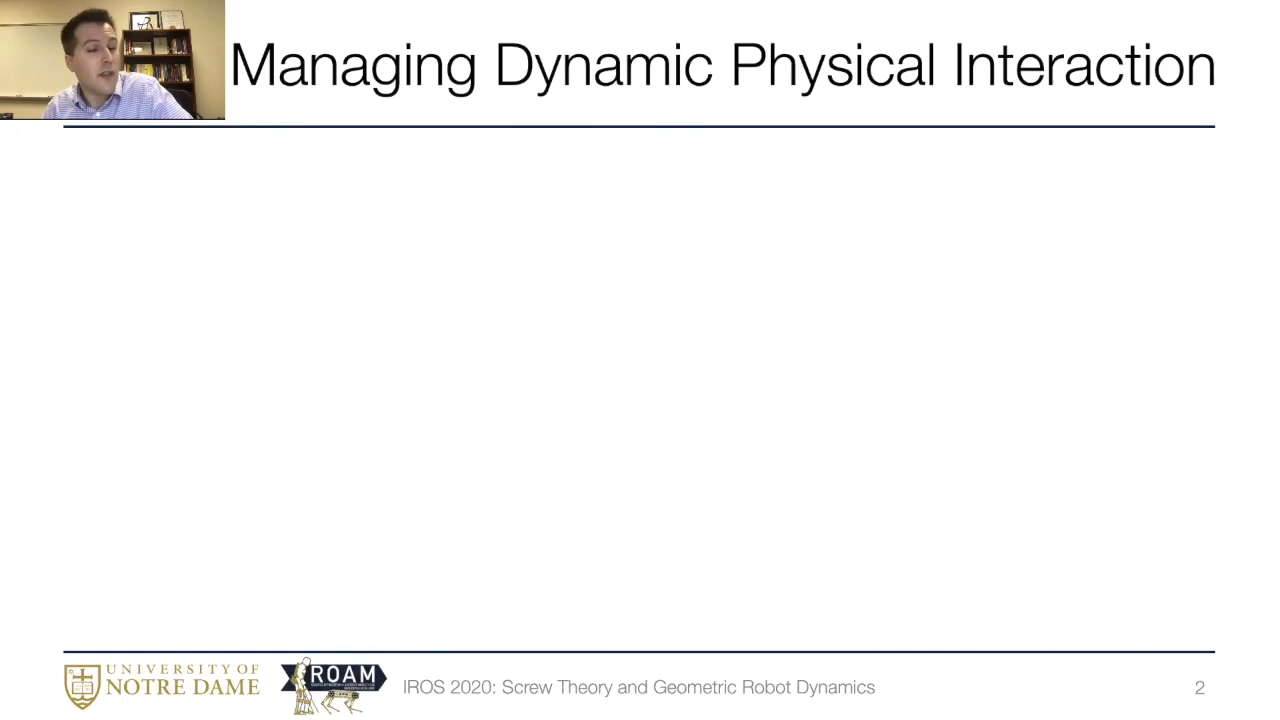 Managing Dynamic Physical Interaction
UNIVERSITY OF
NOTRE DAME
ROAM
IROS 2020: Screw Theory and Geometric Robot Dynamics
2